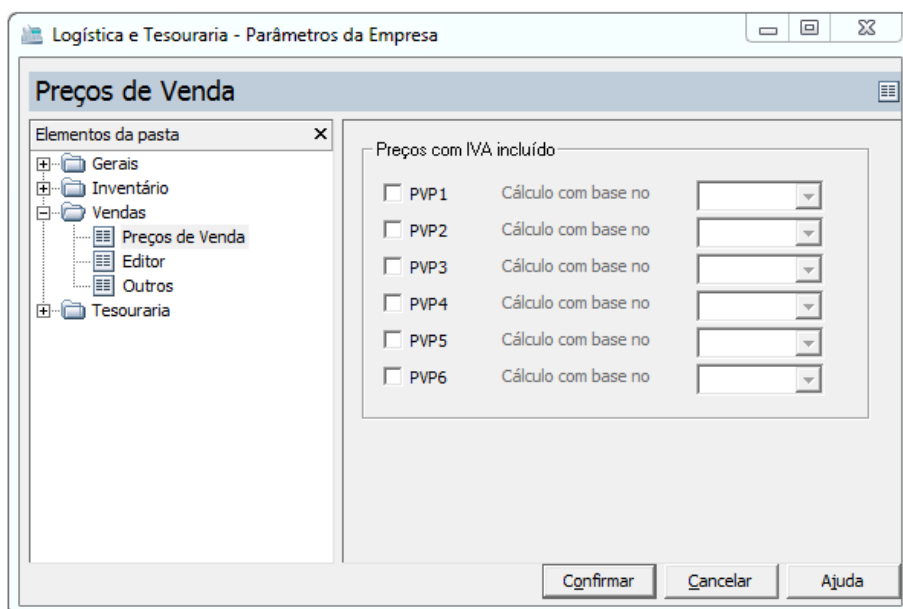 Logística e Tesouraria - Parâmetros da Empresa
Preços de Venda
Elementos da pasta
Gerais
Inventário
Vendas
Preços de Venda
Editor
Outros
Tesouraria
Preços com IVA incluído
PVP1 Cálculo com base no
PVP2 Cálculo com base no
PVP3 Cálculo com base no
PVP4 Cálculo com base no
PVP5 Cálculo com base no
PVP6 Cálculo com base no
Confirmar Cancelar Ajuda